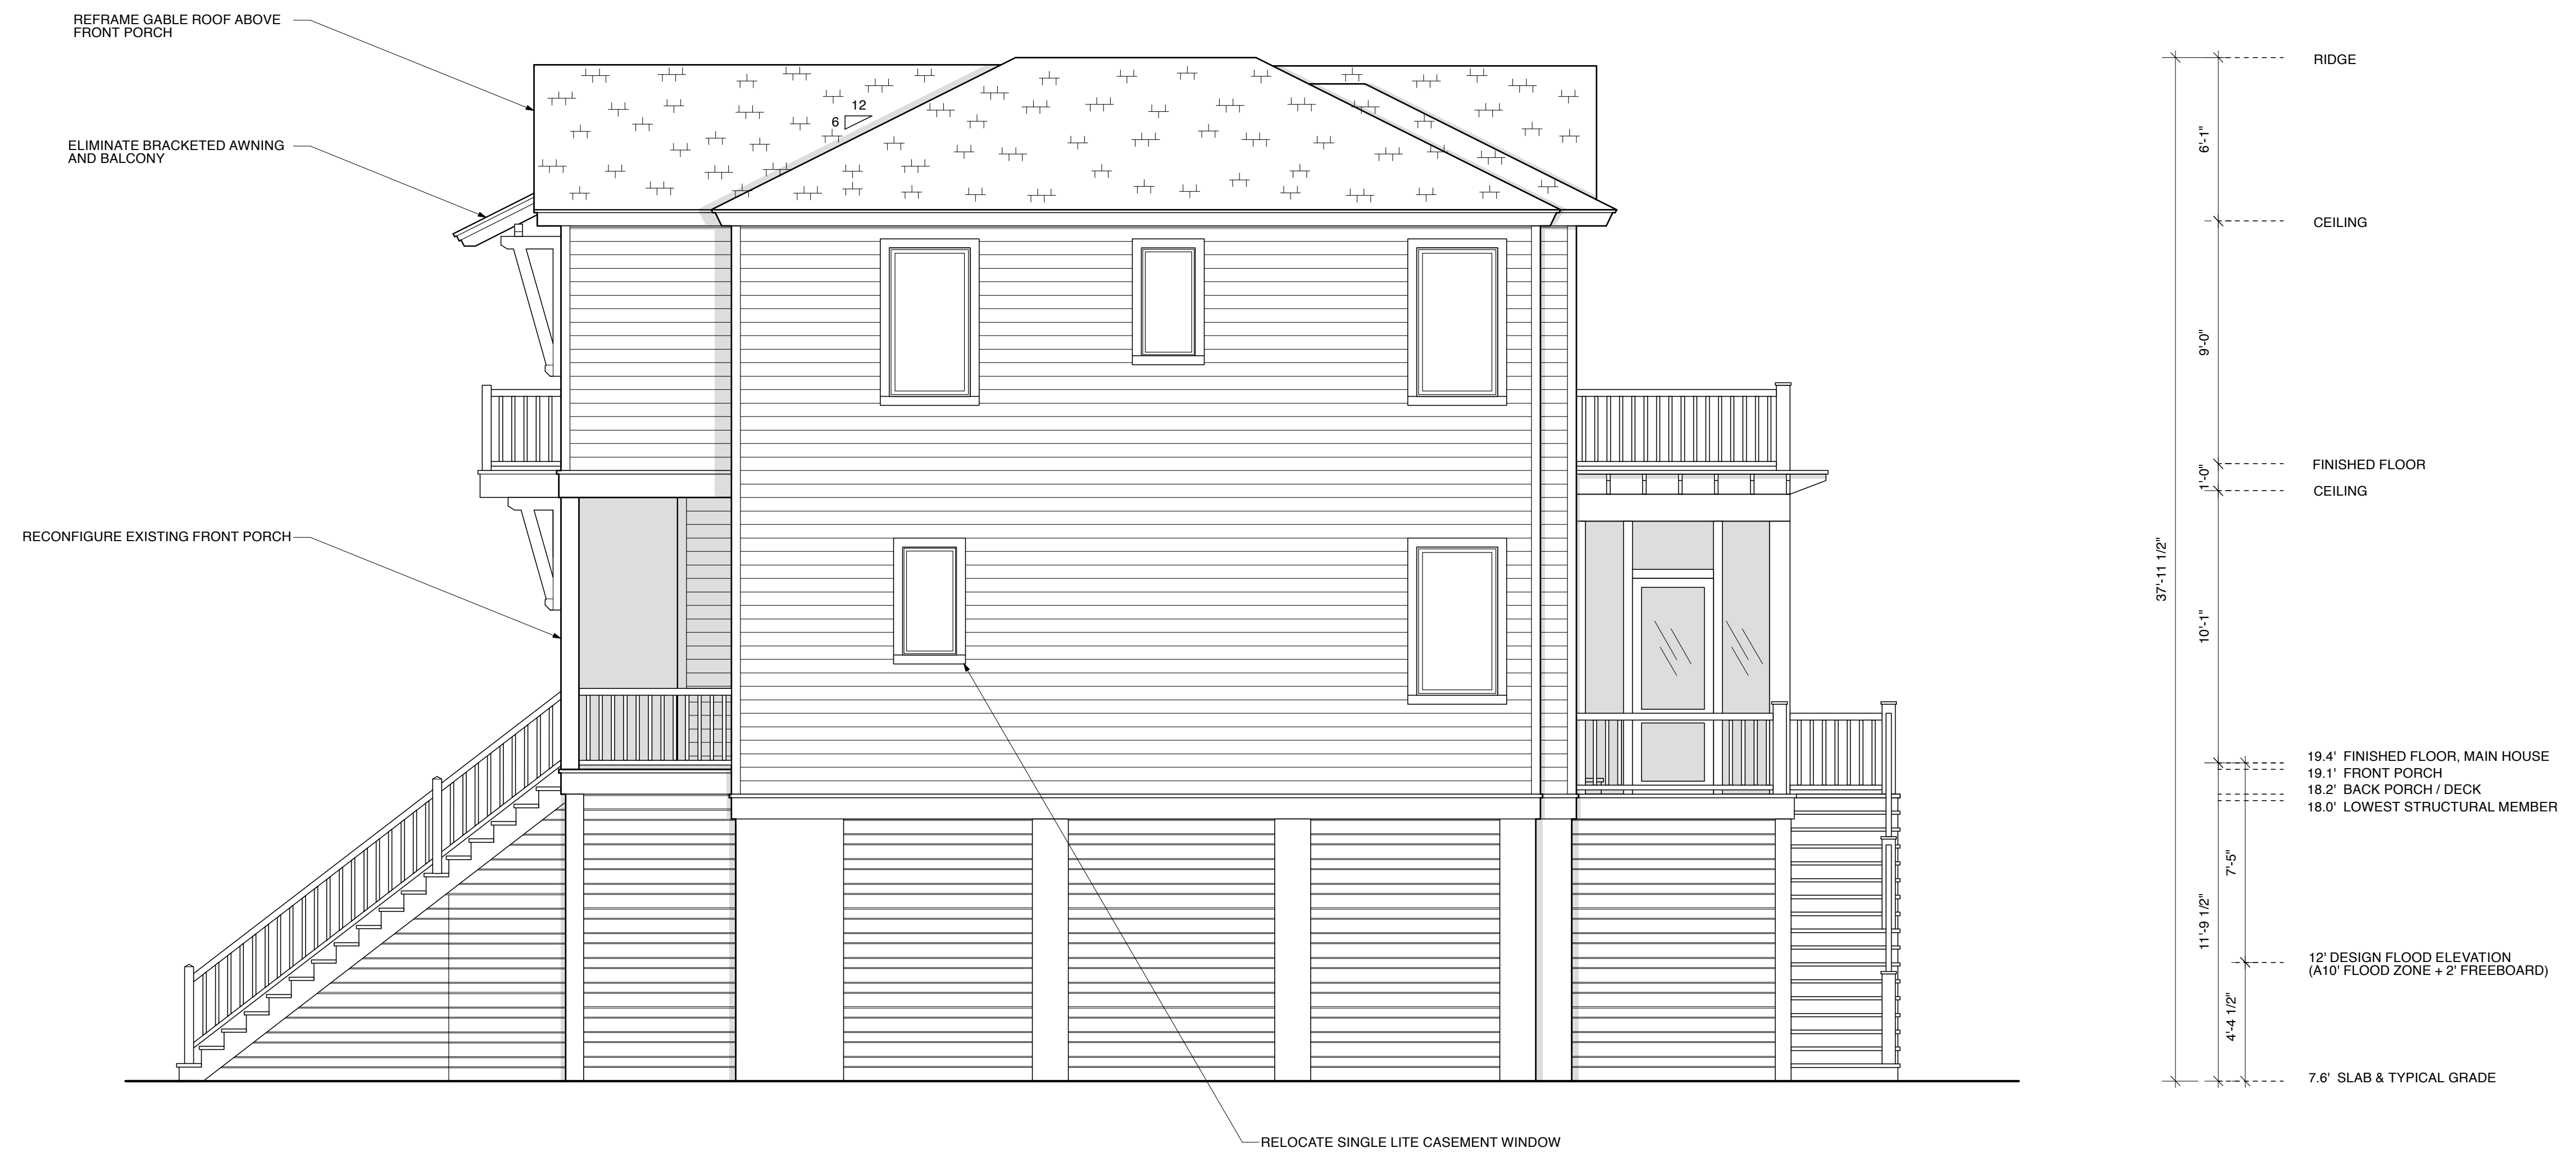 REFRAME GABLE ROOF ABOVE
FRONT PORCH
ELIMINATE BRACKETED AWNING
AND BALCONY
RECONFIGURE EXISTING FRONT PORCH
12
6
RELOCATE SINGLE LITE CASEMENT WINDOW
37'-11 1/2"
6'-1"
9'-0"
1'-0"
10'-1"
11'-9 1/2"
7'-5"
4'-4 1/2"
RIDGE
CEILING
FINISHED FLOOR
CEILING
19.4' FINISHED FLOOR, MAIN HOUSE
19.1' FRONT PORCH
18.2' BACK PORCH / DECK
18.0' LOWEST STRUCTURAL MEMBER
12' DESIGN FLOOD ELEVATION
(A10' FLOOD ZONE + 2' FREEBOARD)
7.6' SLAB & TYPICAL GRADE